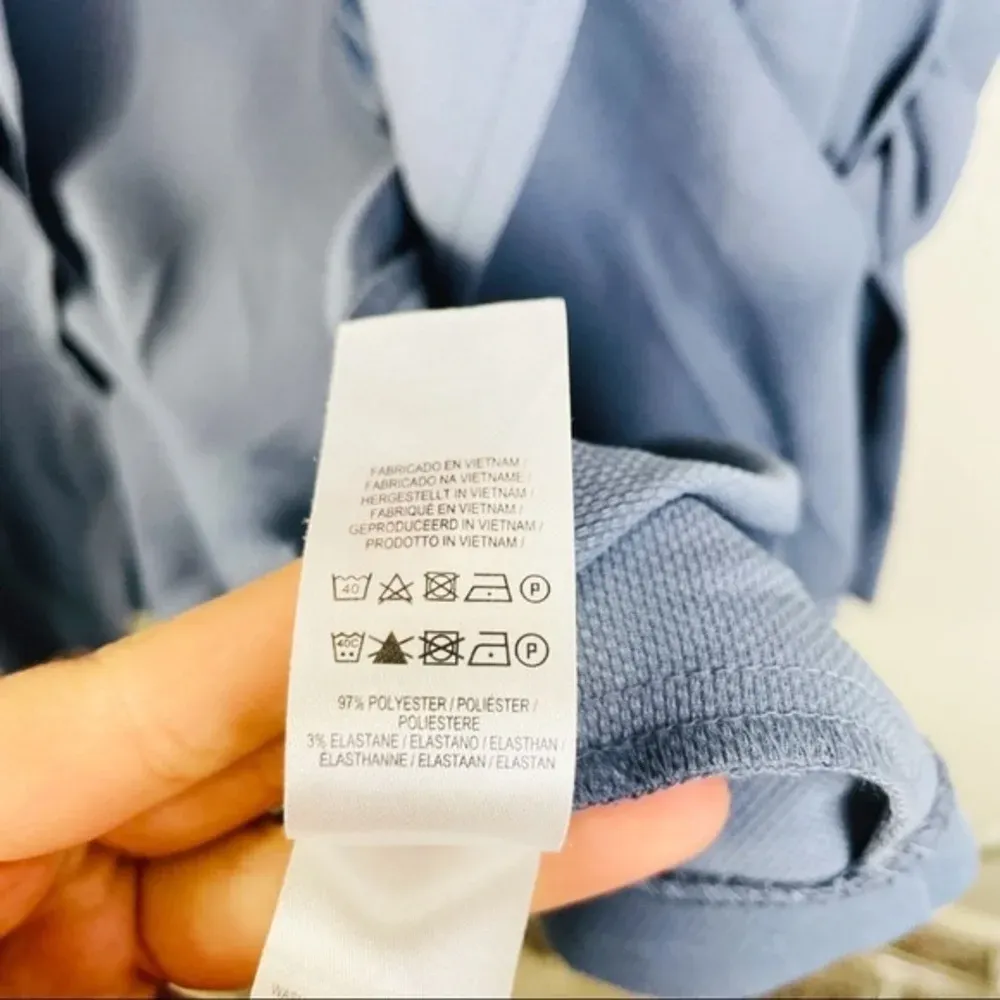 FABRICADO EN VIETNAM /
FABRICADO NA VIETNAME /
HERGESTELLT IN VIETNAM /
FABRIQUÉ EN VIETNAM /
GEPRODUCEERD IN VIETNAM /
PRODOTTO IN VIETNAM /
40 P
40C P
97% POLYESTER / POLIÉSTER /
POLIESTERE
3% ELASTANE / ELASTANO / ELASTHAN /
ÉLASTHANNE / ELASTAAN / ELASTAN